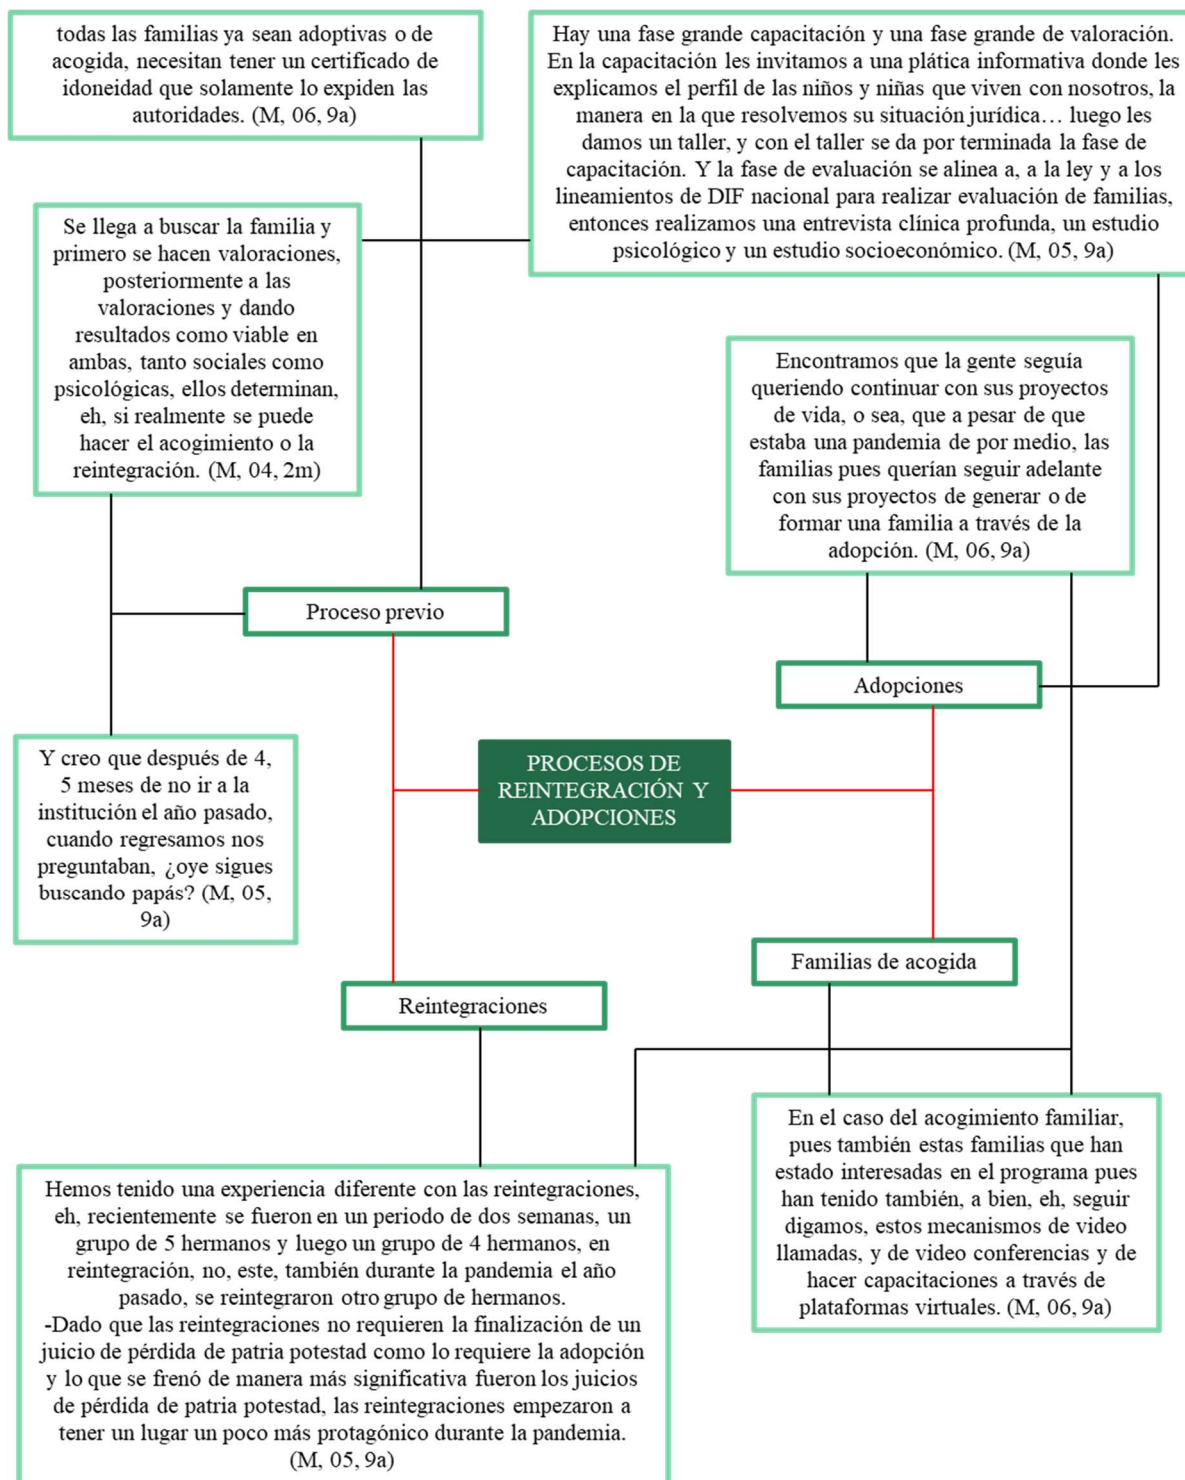 todas las familias ya sean adoptivas o de
acogida, necesitan tener un certificado de
idoneidad que solamente lo expiden las
autoridades. (M, 06, 9a)
Hay una fase grande capacitación y una fase grande de valoración.
En la capacitación les invitamos a una plática informativa donde les
explicamos el perfil de las niños y niñas que viven con nosotros, la
manera en la que resolvemos su situación jurídica… luego les
damos un taller, y con el taller se da por terminada la fase de
capacitación. Y la fase de evaluación se alinea a, a la ley y a los
lineamientos de DIF nacional para realizar evaluación de familias,
entonces realizamos una entrevista clínica profunda, un estudio
psicológico y un estudio socioeconómico. (M, 05, 9a)
Se llega a buscar la familia y
primero se hacen valoraciones,
posteriormente a las
valoraciones y dando
resultados como viable en
ambas, tanto sociales como
psicológicas, ellos determinan,
eh, si realmente se puede
hacer el acogimiento o la
reintegración. (M, 04, 2m)
Encontramos que la gente seguía
queriendo continuar con sus proyectos
de vida, o sea, que a pesar de que
estaba una pandemia de por medio, las
familias pues querían seguir adelante
con sus proyectos de generar o de
formar una familia a través de la
adopción. (M, 06, 9a)
Proceso previo
Adopciones
Y creo que después de 4,
5 meses de no ir a la
institución el año pasado,
cuando regresamos nos
preguntaban, ¿oye sigues
buscando papás? (M, 05,
9a)
PROCESOS DE
REINTEGRACIÓN Y
ADOPCIONES
Familias de acogida
Reintegraciones
En el caso del acogimiento familiar,
pues también estas familias que han
estado interesadas en el programa pues
han tenido también, a bien, eh, seguir
digamos, estos mecanismos de video
llamadas, y de video conferencias y de
hacer capacitaciones a través de
plataformas virtuales. (M, 06, 9a)
Hemos tenido una experiencia diferente con las reintegraciones,
eh, recientemente se fueron en un periodo de dos semanas, un
grupo de 5 hermanos y luego un grupo de 4 hermanos, en
reintegración, no, este, también durante la pandemia el año
pasado, se reintegraron otro grupo de hermanos.
-Dado que las reintegraciones no requieren la finalización de un
juicio de pérdida de patria potestad como lo requiere la adopción
y lo que se frenó de manera más significativa fueron los juicios
de pérdida de patria potestad, las reintegraciones empezaron a
tener un lugar un poco más protagónico durante la pandemia.
(M, 05, 9a)